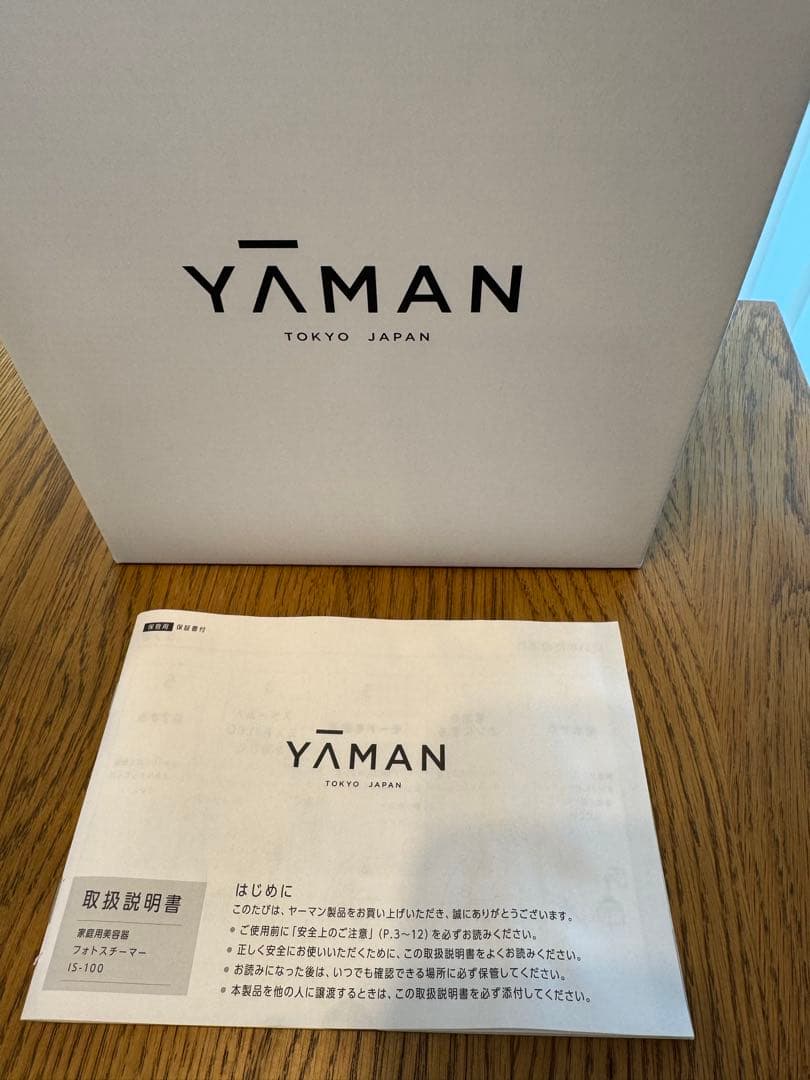 YĀMAN
TOKYO JAPAN
保管用 保証書付
YĀMAN
TOKYO JAPAN
取扱説明書
家庭用美容器
フォトスチーマー
IS-100
はじめに
このたびは、ヤーマン製品をお買い上げいただき、誠にありがとうございます。
● ご使用前に「安全上のご注意」(P.3〜12)を必ずお読みください。
● 正しく安全にお使いいただくために、この取扱説明書をよくお読みください。
● お読みになった後は、いつでも確認できる場所に必ず保管してください。
● 本製品を他の人に譲渡するときは、この取扱説明書を必ず添付してください。